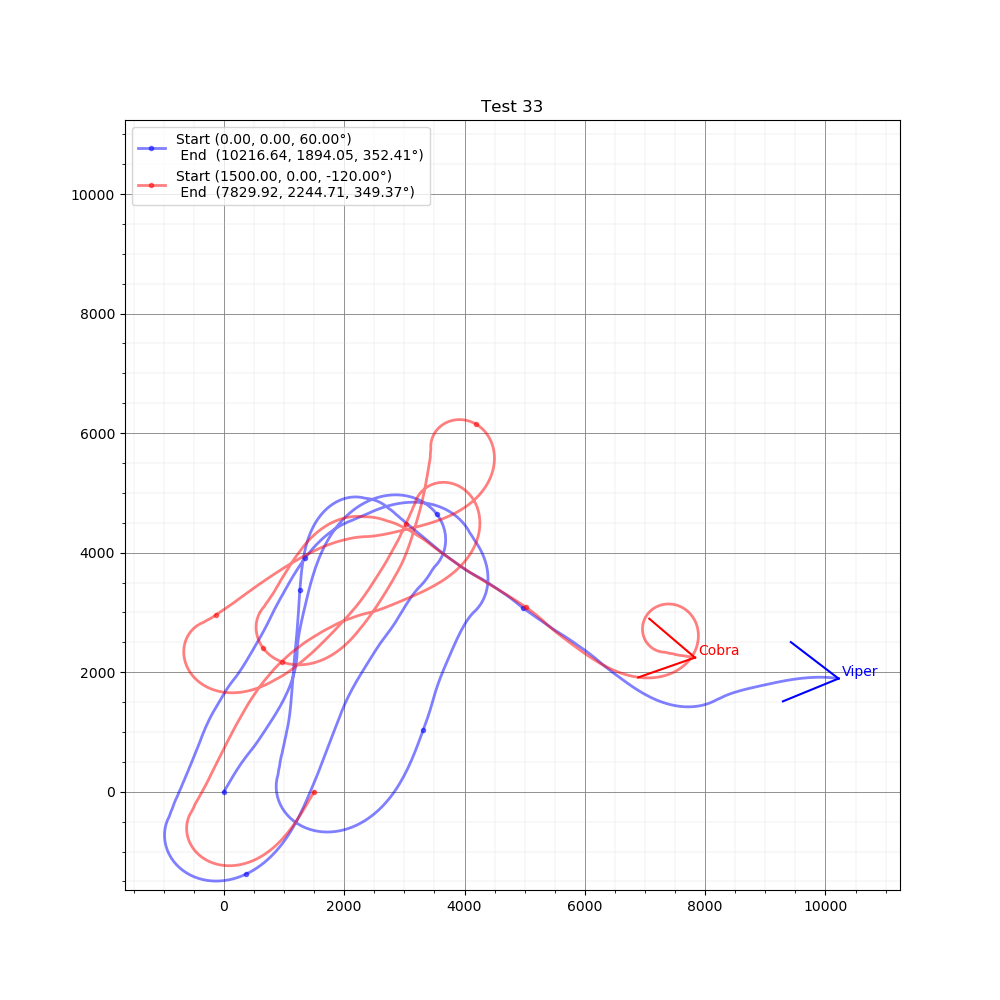 Test 33
Start (0.00, 0.00, 60.00°)
End (10216.64, 1894.05, 352.41°)
Start (1500.00, 0.00, -120.00°)
End (7829.92, 2244.71, 349.37°)
10000
8000
6000
4000
2000
0
Cobra
Viper
0 2000 4000 6000 8000 10000